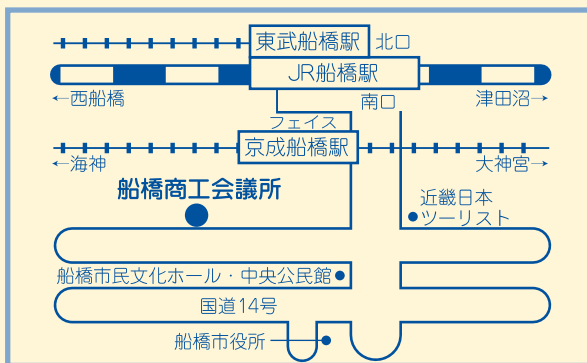 東武船橋駅
北口
JR船橋駅
←西船橋
南口
津田沼→
フェイス
京成船橋駅
←海神
大神宮→
船橋商工会議所
近畿日本
ツーリスト
船橋市民文化ホール・中央公民館
国道14号
船橋市役所